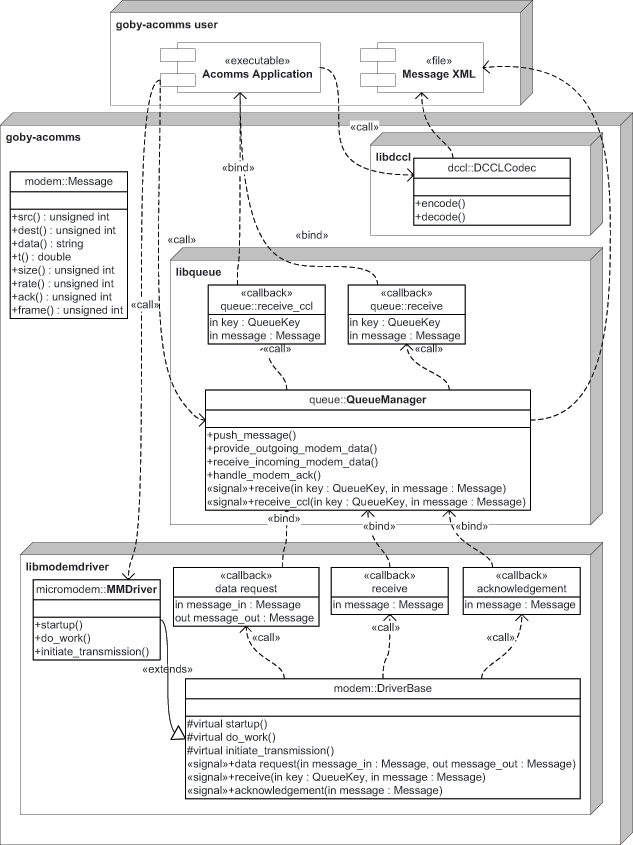 goby-acomms user
«executable»
Acomms Application
«file»
Message XML
goby-acomms
«call»
libdccl
dccl::DCCLCodec
+encode()
+decode()
«bind»
modem::Message
+src() : unsigned int
+dest() : unsigned int
+data() : string
+t() : double
+size() : unsigned int
+rate() : unsigned int
+ack() : unsigned int
+frame() : unsigned int
«call»
«bind»
«call»
libqueue
«callback»
queue::receive_ccl
in key : QueueKey
in message : Message
«callback»
queue::receive
in key : QueueKey
in message : Message
«call»
«call»
queue::QueueManager
+push_message()
+provide_outgoing_modem_data()
+receive_incoming_modem_data()
+handle_modem_ack()
«signal»+receive(in key : QueueKey, in message : Message)
«signal»+receive_ccl(in key : QueueKey, in message : Message)
«bind»
«bind»
«bind»
libmodemdriver
micromodem::MMDriver
+startup()
+do_work()
+initiate_transmission()
«callback»
data request
in message_in : Message
out message_out : Message
«callback»
receive
in message : Message
«callback»
acknowledgement
in message : Message
«call»
«call»
«call»
«extends»
modem::DriverBase
#virtual startup()
#virtual do_work()
#virtual initiate_transmission()
«signal»+data request(in message_in : Message, out message_out : Message)
«signal»+receive(in key : QueueKey, in message : Message)
«signal»+acknowledgement(in message : Message)